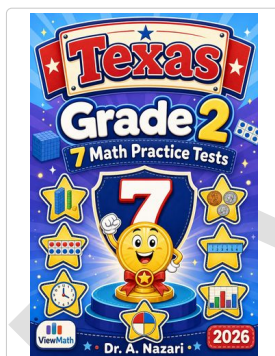 Texas
Grade 2
7 Math Practice Tests
7
ViewMath
Dr. A. Nazari
2026